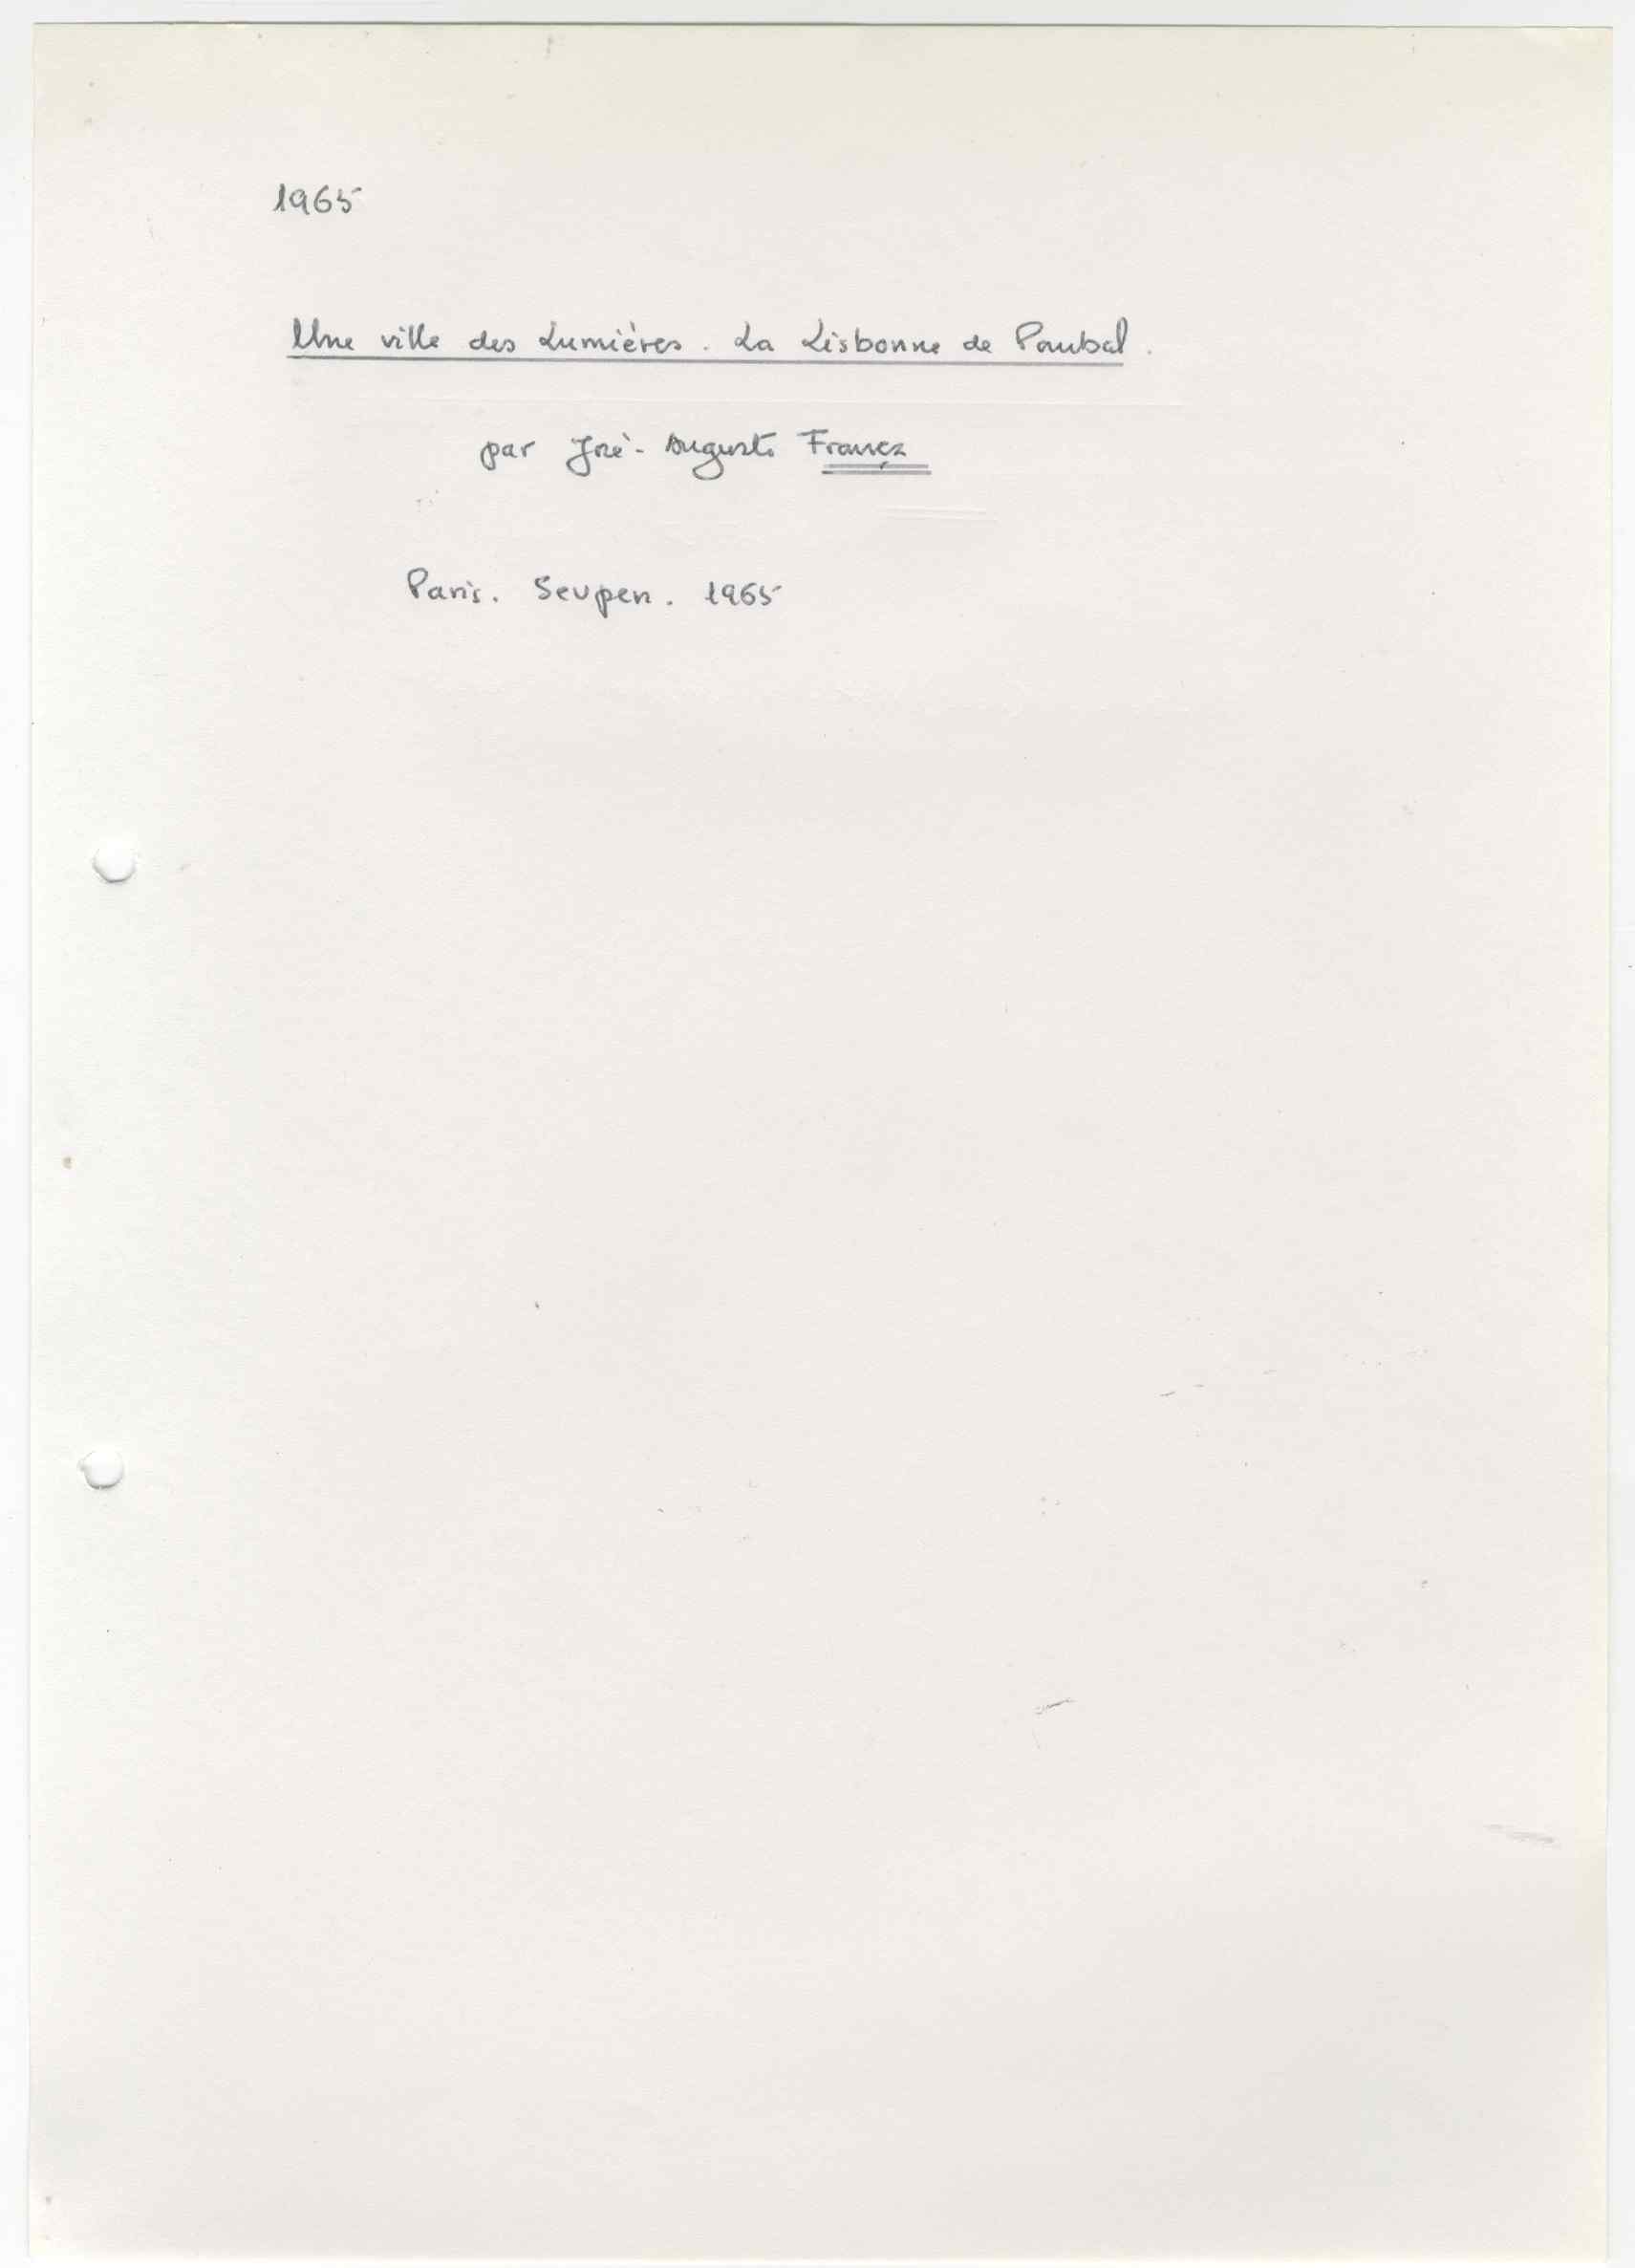 1965
Une ville des Lumières. La Lisbonne de Pombal.
par José-Augusto França
Paris. Sevpen. 1965